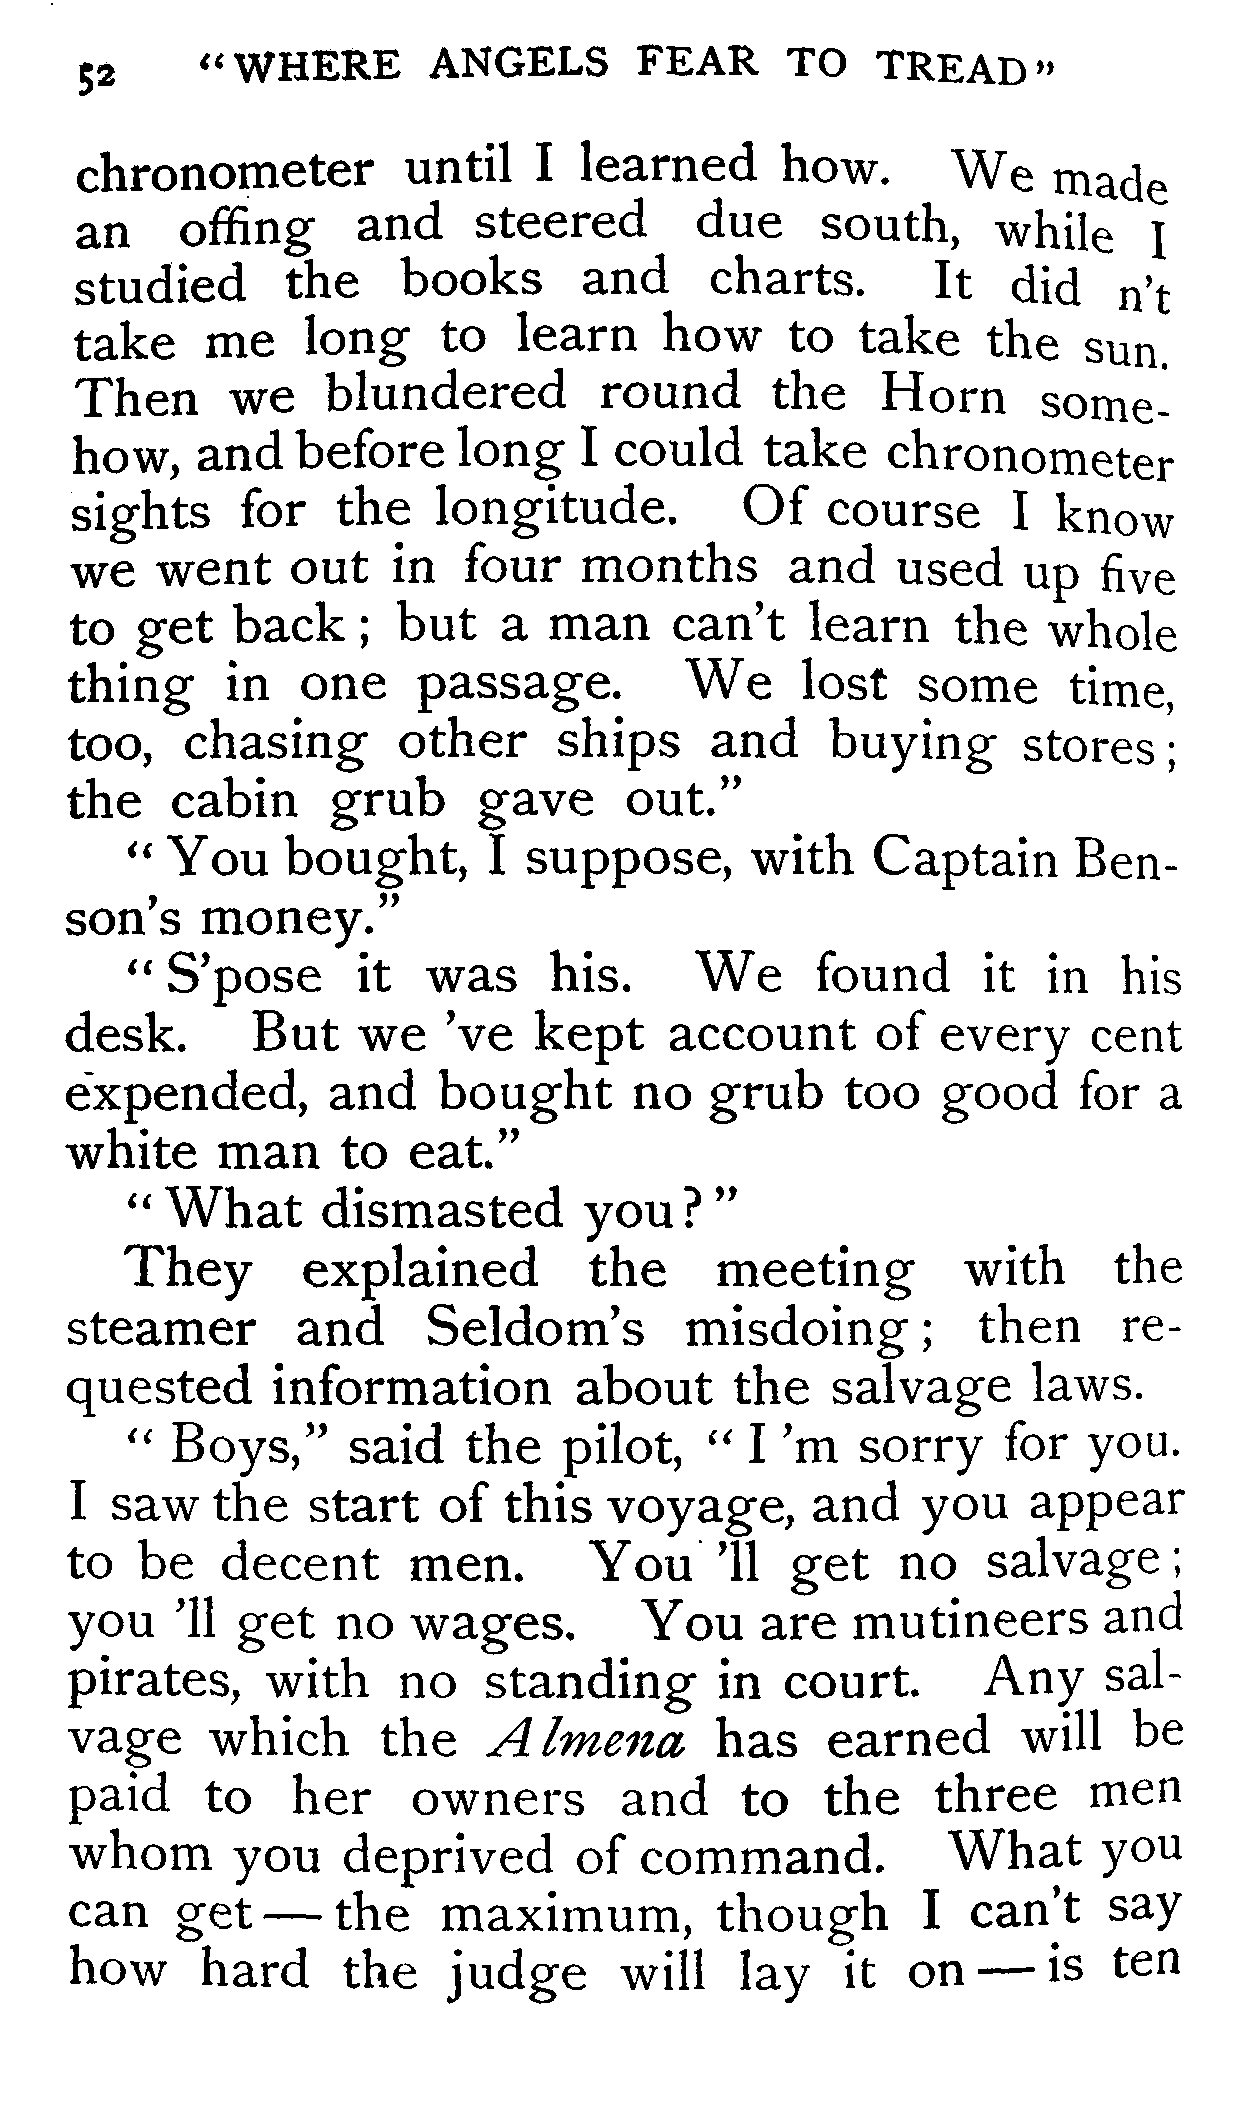 52 "WHERE ANGELS FEAR TO TREAD"
chronometer until I learned how. We made
an offing and steered due south, while I
studied the books and charts. It did n't
take me long to learn how to take the sun.
Then we blundered round the Horn some-
how, and before long I could take chronometer
sights for the longitude. Of course I know
we went out in four months and used up five
to get back; but a man can't learn the whole
thing in one passage. We lost some time,
too, chasing other ships and buying stores;
the cabin grub gave out."
"You bought, I suppose, with Captain Ben-
son's money."
"S'pose it was his. We found it in his
desk. But we 've kept account of every cent
expended, and bought no grub too good for a
white man to eat."
"What dismasted you?"
They explained the meeting with the
steamer and Seldom's misdoing; then re-
quested information about the salvage laws.
"Boys," said the pilot, "I 'm sorry for you.
I saw the start of this voyage, and you appear
to be decent men. You 'll get no salvage;
you 'll get no wages. You are mutineers and
pirates, with no standing in court. Any sal-
vage which the Almena has earned will be
paid to her owners and to the three men
whom you deprived of command. What you
can get—the maximum, though I can't say
how hard the judge will lay it on—is ten